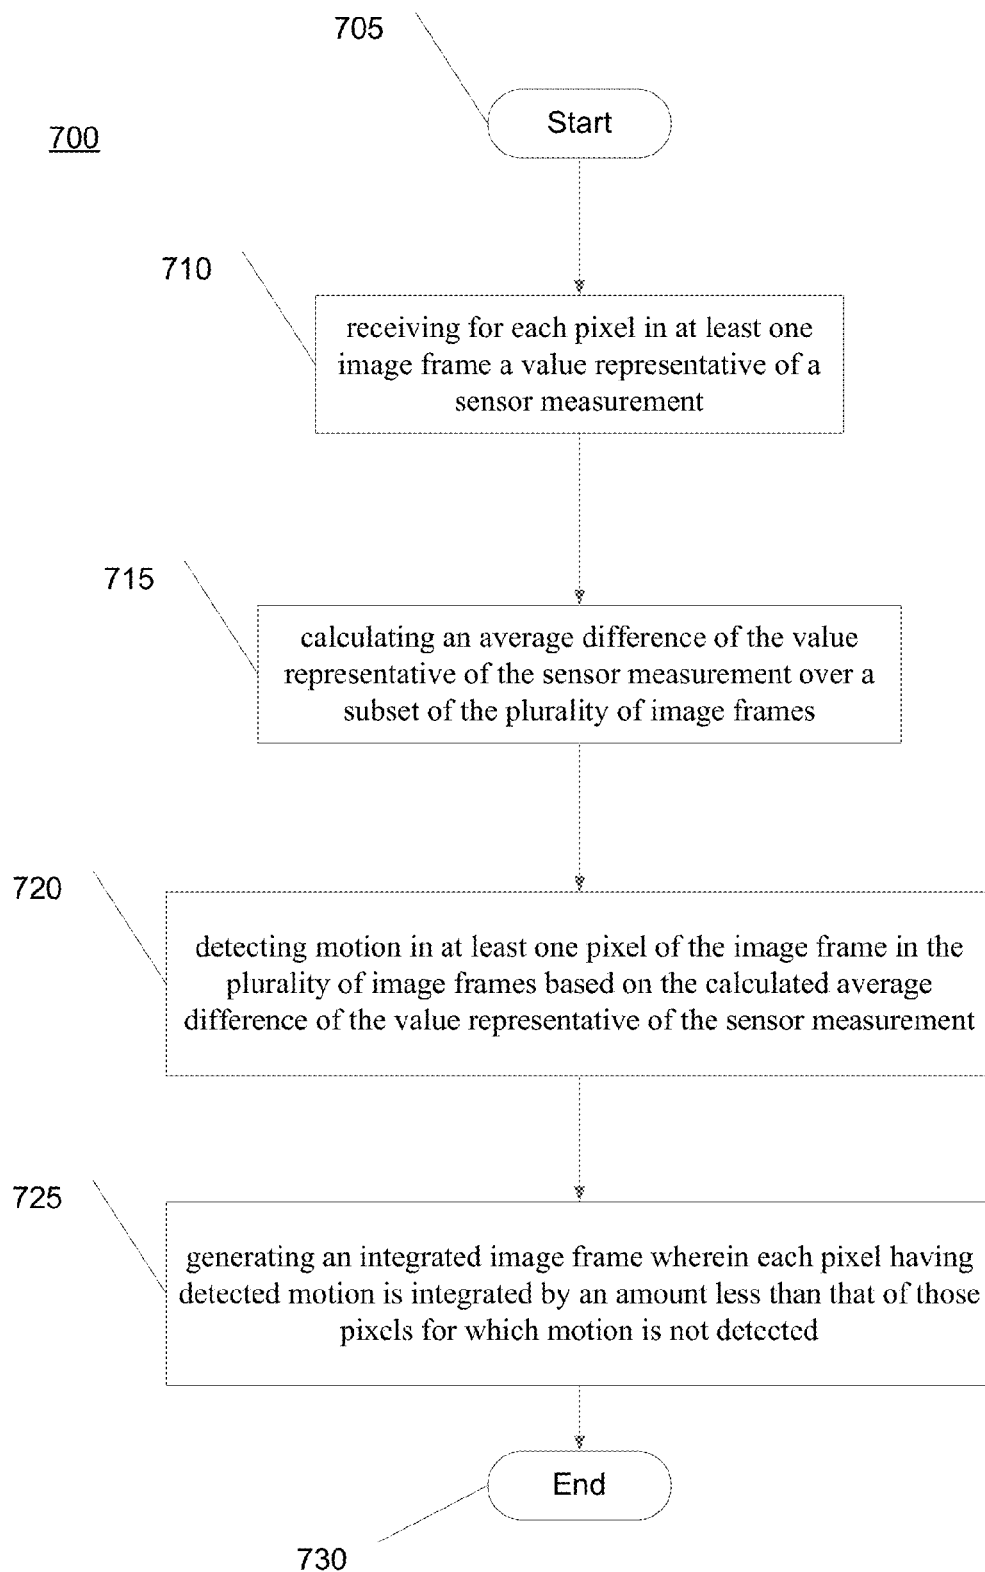 705
Start
700
710
receiving for each pixel in at least one
image frame a value representative of a
sensor measurement
715
calculating an average difference of the value
representative of the sensor measurement over a
subset of the plurality of image frames
720
detecting motion in at least one pixel of the image frame in the
plurality of image frames based on the calculated average
difference of the value representative of the sensor measurement
725
generating an integrated image frame wherein each pixel having
detected motion is integrated by an amount less than that of those
pixels for which motion is not detected
End
730